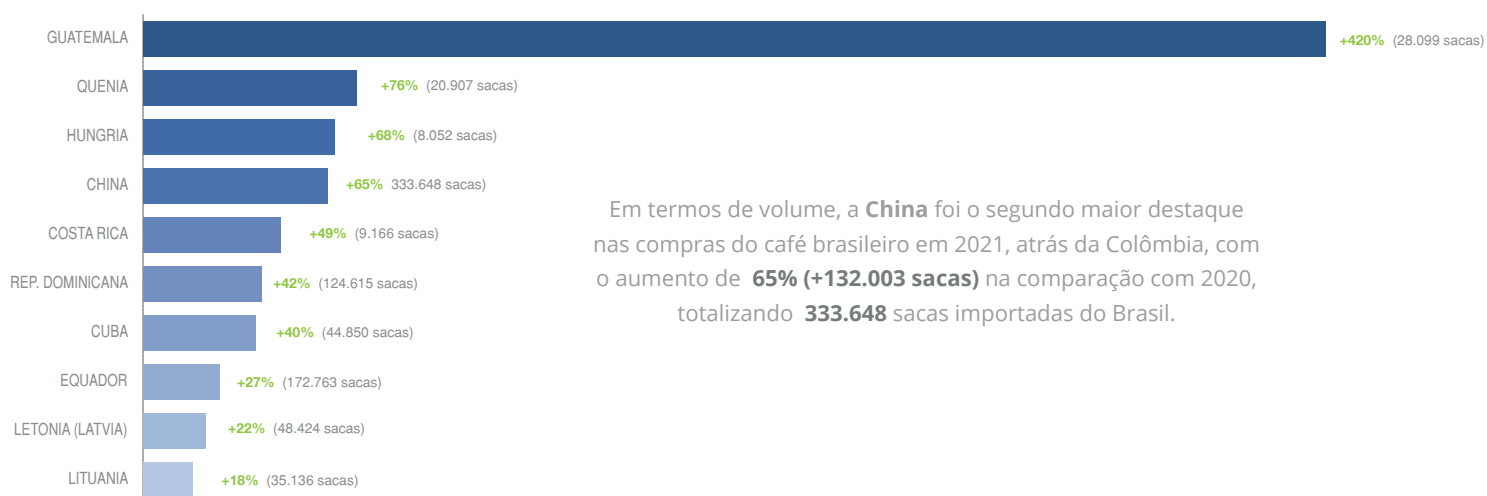 GUATEMALA +420% (28.099 sacas)
QUENIA +76% (20.907 sacas)
HUNGRIA +68% (8.052 sacas)
CHINA +65% 333.648 sacas)
COSTA RICA +49% (9.166 sacas)
REP. DOMINICANA +42% (124.615 sacas)
CUBA +40% (44.850 sacas)
EQUADOR +27% (172.763 sacas)
LETONIA (LATVIA) +22% (48.424 sacas)
LITUANIA +18% (35.136 sacas)
Em termos de volume, a China foi o segundo maior destaque
nas compras do café brasileiro em 2021, atrás da Colômbia, com
o aumento de 65% (+132.003 sacas) na comparação com 2020,
totalizando 333.648 sacas importadas do Brasil.